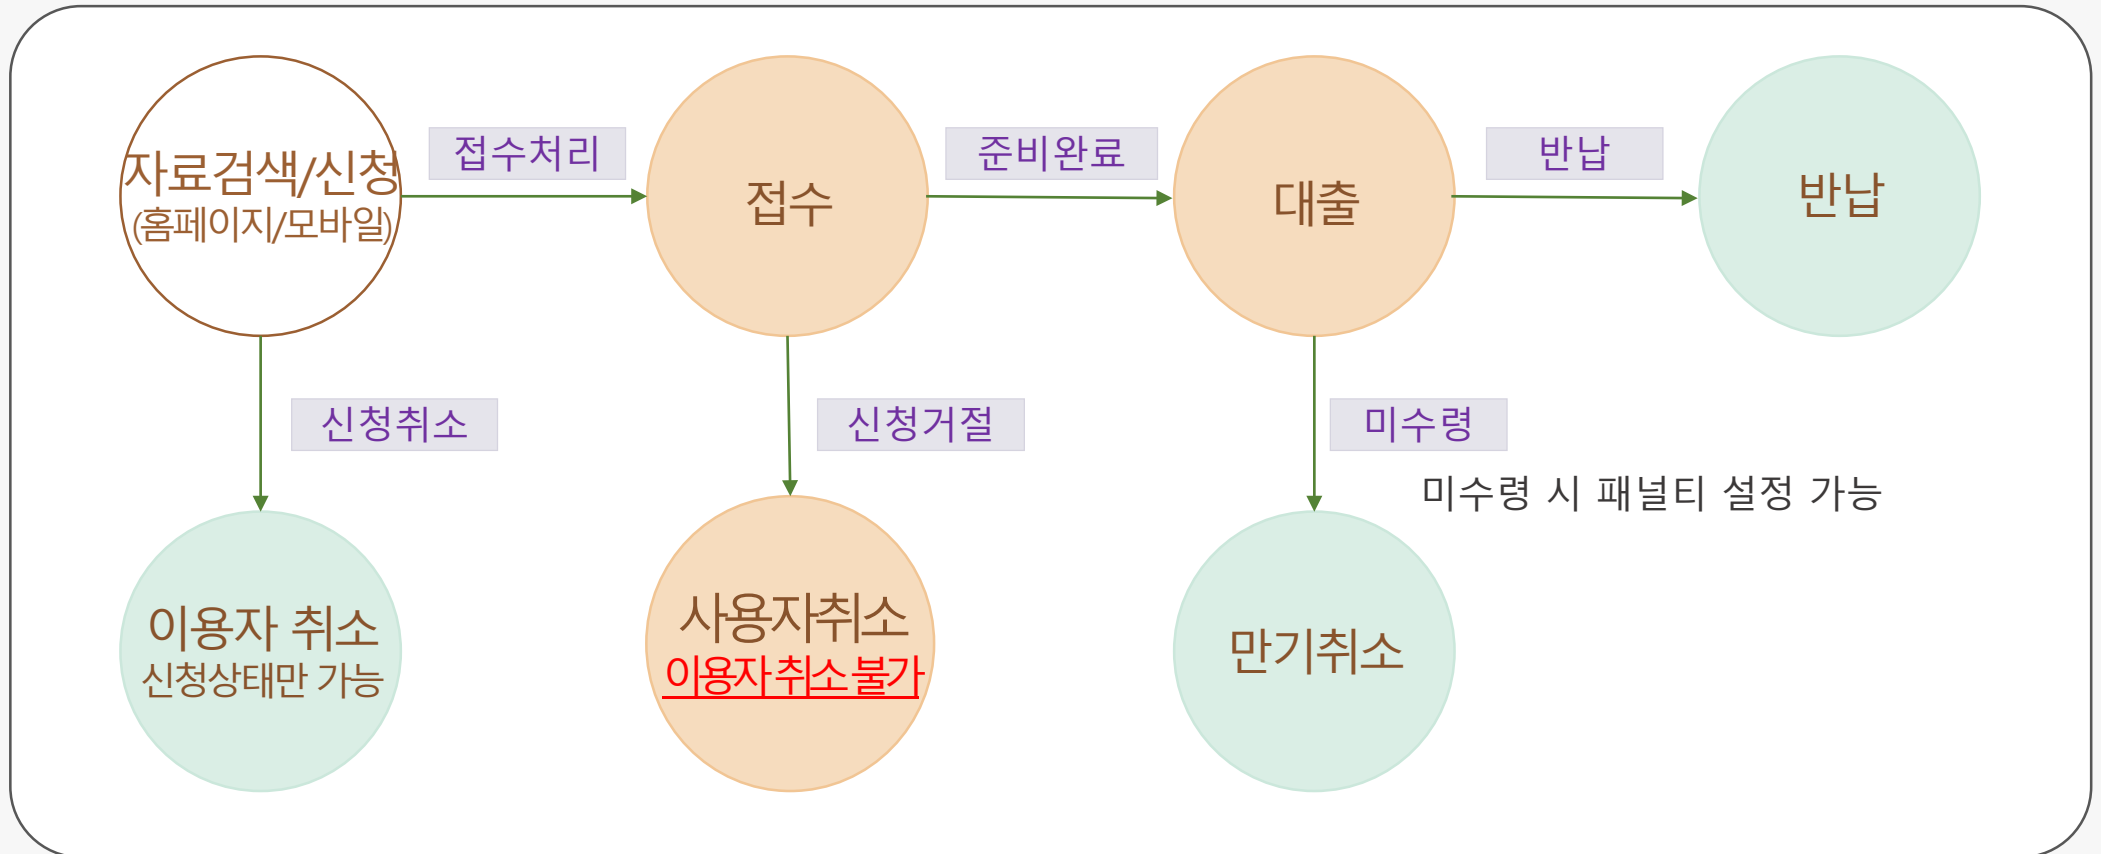 자료검색/신청
(홈페이지/모바일)
접수처리
접수
준비완료
대출
반납
반납
신청취소
신청거절
미수령
미수령 시 패널티 설정 가능
이용자 취소
신청상태만 가능
사용자취소
이용자 취소 불가
만기취소